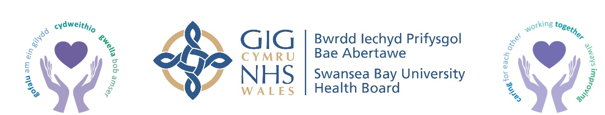 gofalu am ein gilydd cydweithio gwella bob amser
GIG
CYMRU
NHS
WALES
Bwrdd Iechyd Prifysgol
Bae Abertawe
Swansea Bay University
Health Board
caring for each other working together always improving